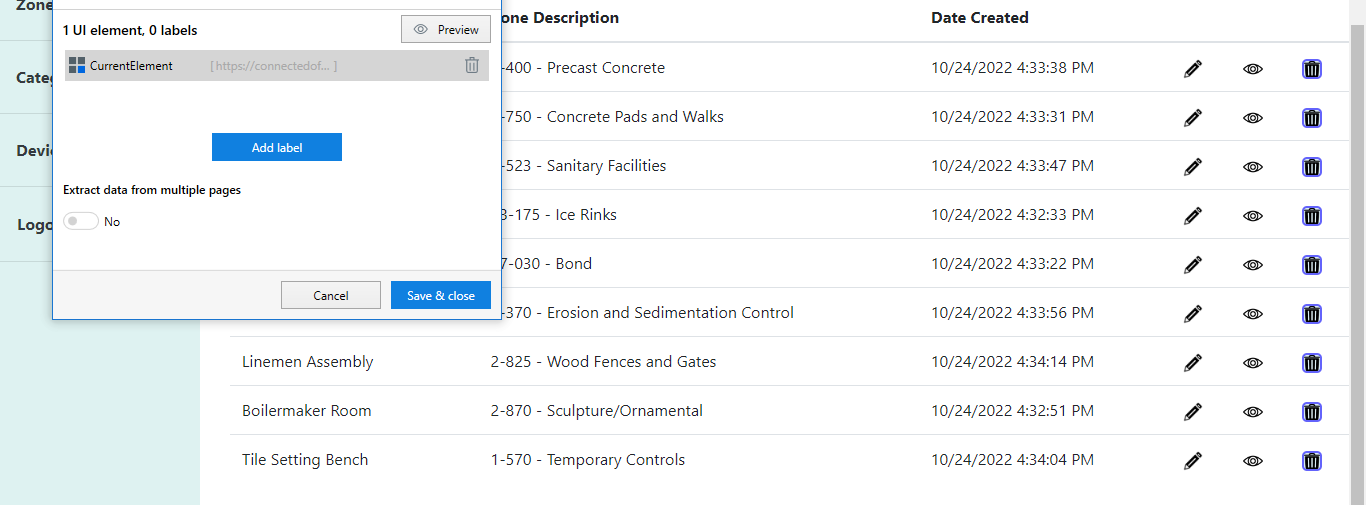 Zone
1 UI element, 0 labels
Preview
one Description
Date Created
CurrentElement [ https://connectedof... ]
-400 - Precast Concrete 10/24/2022 4:33:38 PM
Categ
-750 - Concrete Pads and Walks 10/24/2022 4:33:31 PM
Add label
Devi
-523 - Sanitary Facilities 10/24/2022 4:33:47 PM
Extract data from multiple pages
No
Logo
3-175 - Ice Rinks 10/24/2022 4:32:33 PM
7-030 - Bond 10/24/2022 4:33:22 PM
Cancel
Save & close
-370 - Erosion and Sedimentation Control 10/24/2022 4:33:56 PM
Linemen Assembly 2-825 - Wood Fences and Gates 10/24/2022 4:34:14 PM
Boilermaker Room 2-870 - Sculpture/Ornamental 10/24/2022 4:32:51 PM
Tile Setting Bench 1-570 - Temporary Controls 10/24/2022 4:34:04 PM